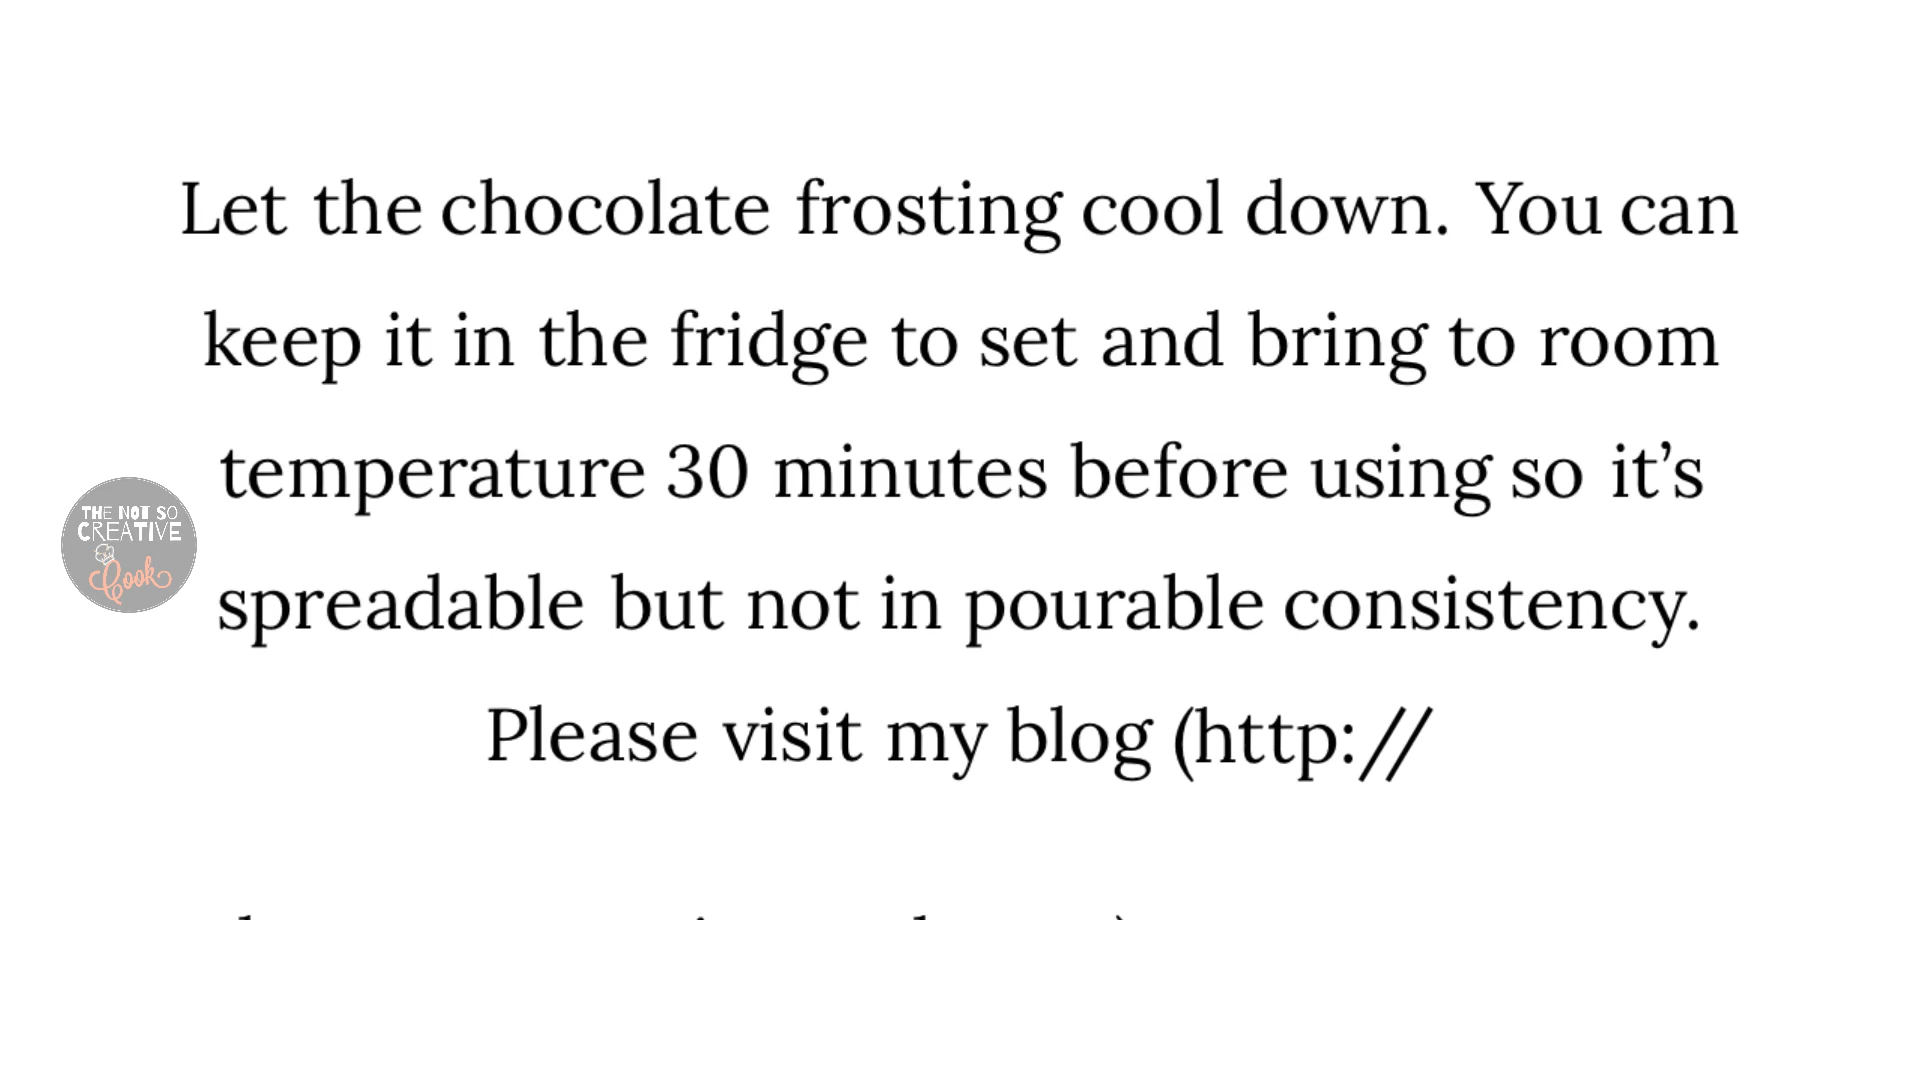 Let the chocolate frosting cool down. You can
keep it in the fridge to set and bring to room
temperature 30 minutes before using so it’s
spreadable but not in pourable consistency.
Please visit my blog (http://
THE NOT SO
CREATIVE
Cook